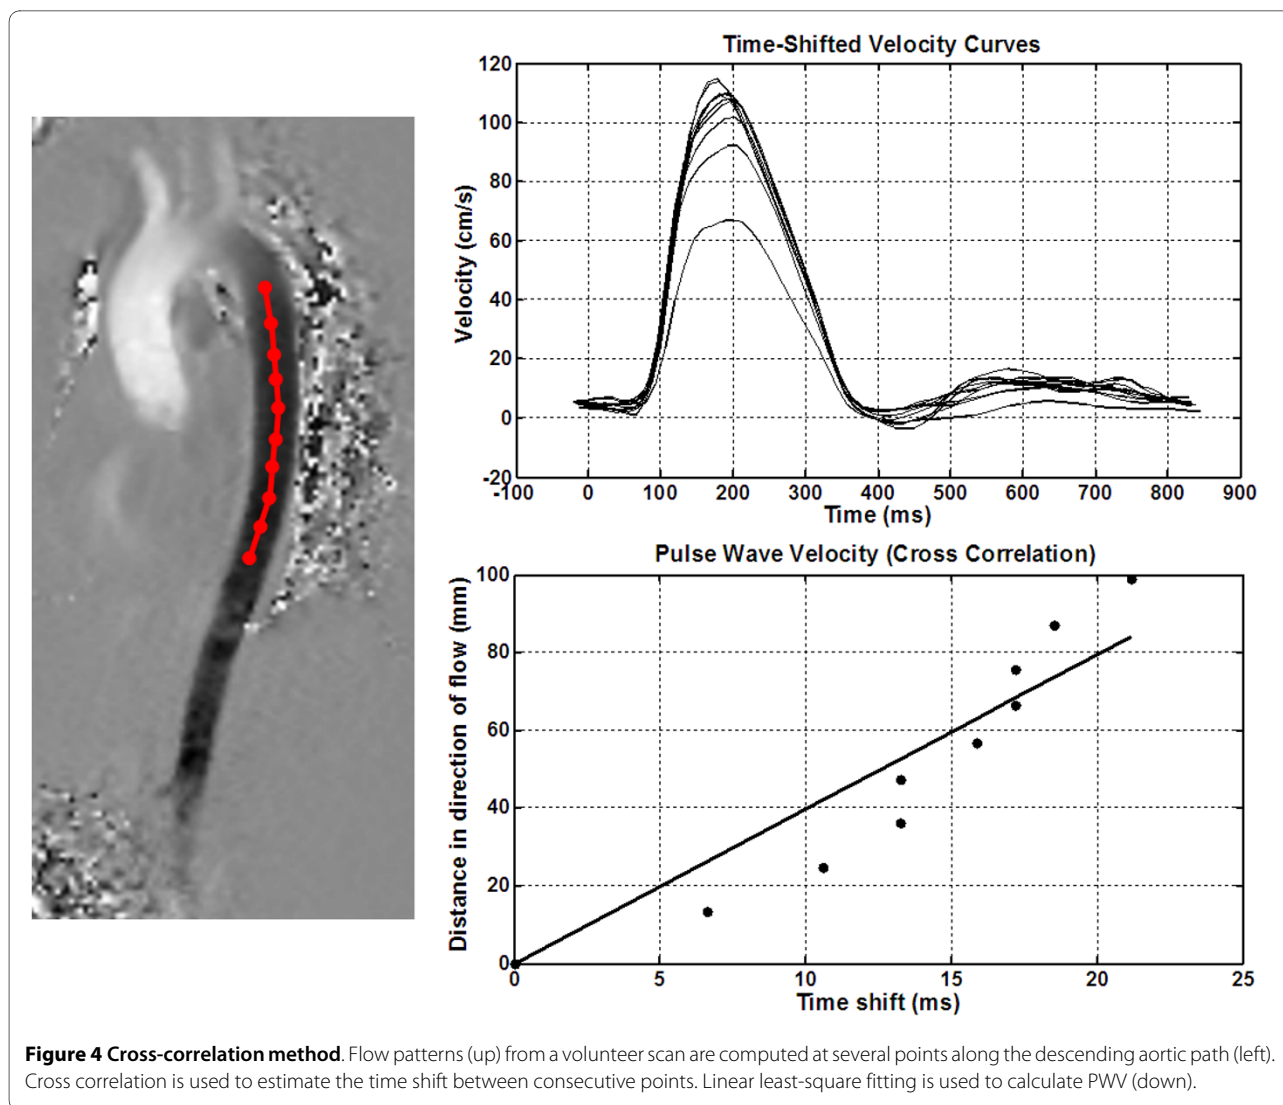 Time-Shifted Velocity Curves
120
100
80
60
40
20
0
-20
Velocity (cm/s)
-100 0 100 200 300 400 500 600 700 800 900
Time (ms)
Pulse Wave Velocity (Cross Correlation)
100
80
60
40
20
0
Distance in direction of flow (mm)
0 5 10 15 20 25
Time shift (ms)
Figure 4 Cross-correlation method. Flow patterns (up) from a volunteer scan are computed at several points along the descending aortic path (left).
Cross correlation is used to estimate the time shift between consecutive points. Linear least-square fitting is used to calculate PWV (down).